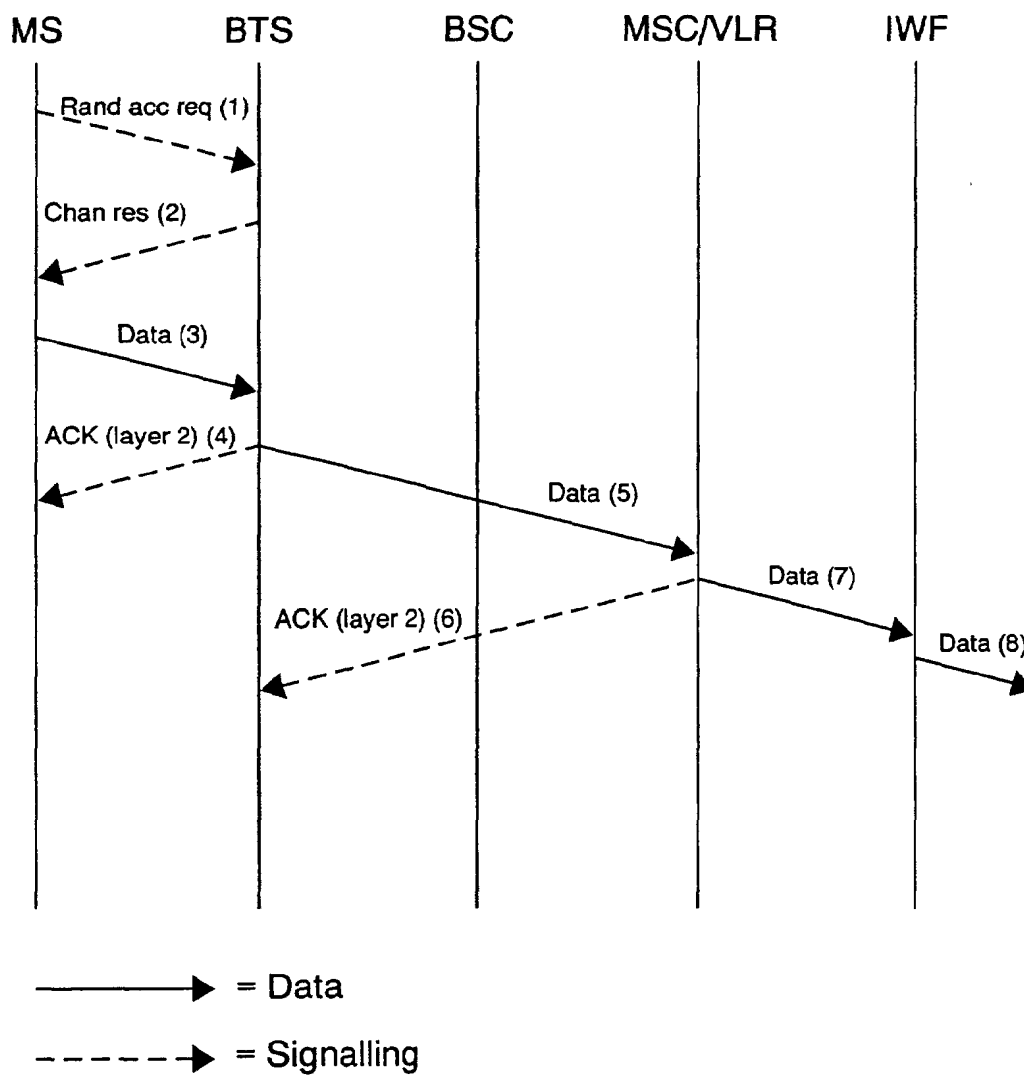 MS BTS BSC MSC/VLR IWF
Rand acc req (1)
Chan res (2)
Data (3)
ACK (layer 2) (4)
Data (5)
Data (7)
ACK (layer 2) (6)
Data (8)
= Data
= Signalling